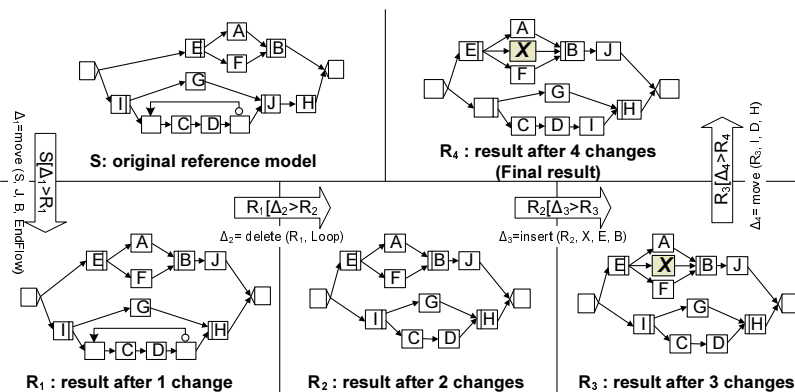 A
E
B
F
G
I
J
H
C
D
S: original reference model
A
E
X
B
J
F
G
H
C
D
I
R4 : result after 4 changes
(Final result)
Δ1=move (S, J, B, EndFlow)
S[Δ1>R1
R1[Δ2>R2
Δ2= delete (R1, Loop)
R2[Δ3>R3
Δ3=insert (R2, X, E, B)
R3[Δ4>R4
Δ4= move (R3, I, D, H)
A
E
B
J
F
G
I
H
C
D
R1 : result after 1 change
A
E
B
J
F
G
I
H
C
D
R2 : result after 2 changes
A
E
X
B
J
F
G
I
H
C
D
R3 : result after 3 changes